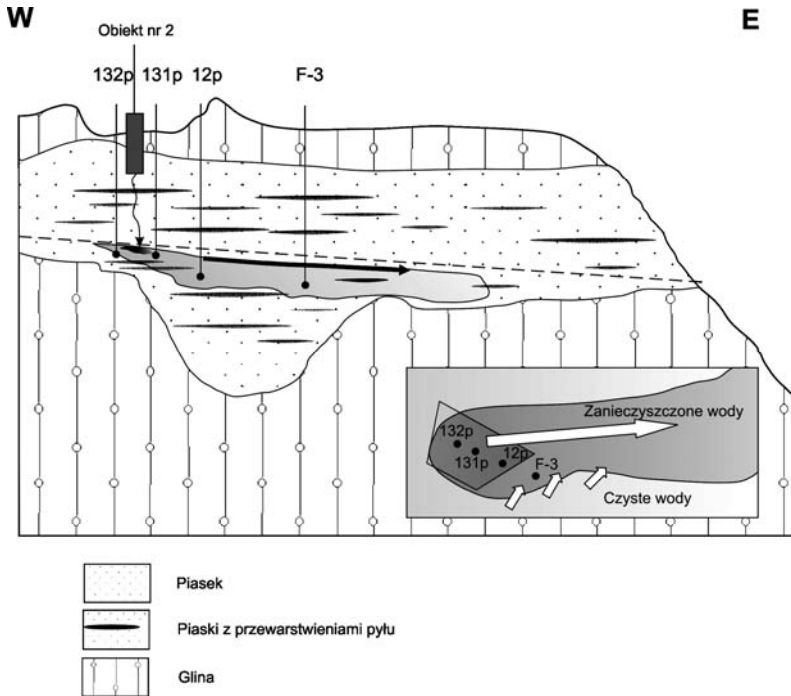 W
E
Obiekt nr 2
132p 131p 12p F-3
Zanieczyszczone wody
132p
131p
12p
F-3
Czyste wody
Piasek
Piaski z przewarstwieniami pyłu
Glina